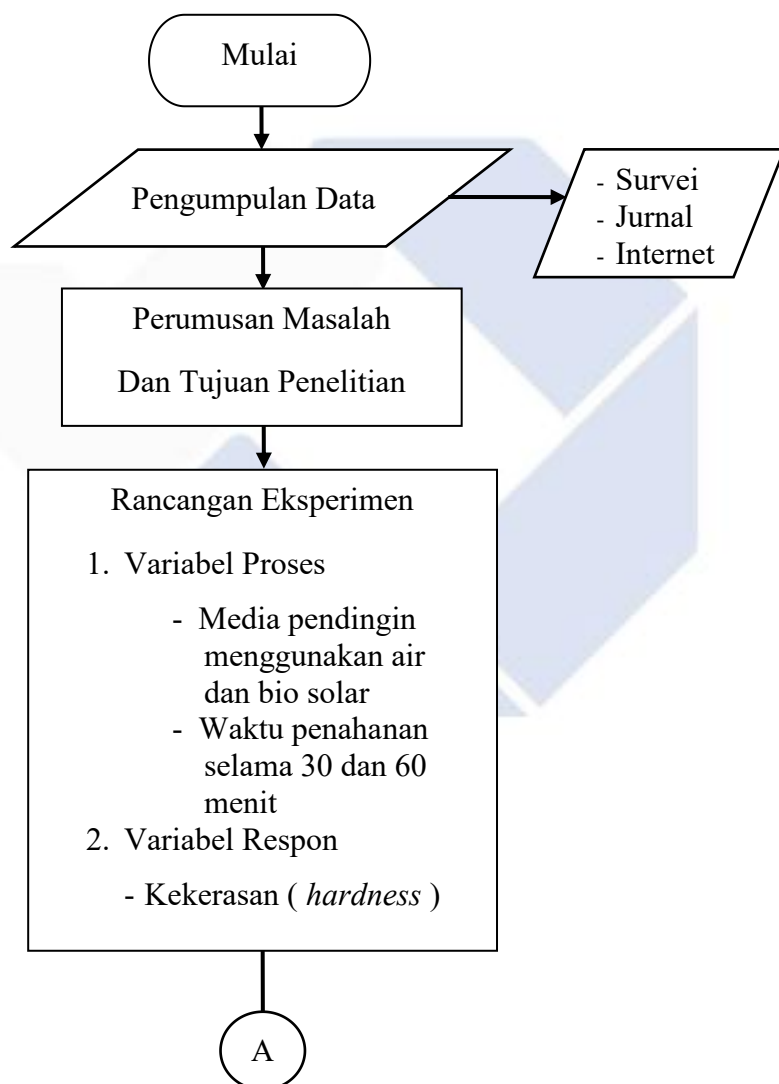 Mulai
Pengumpulan Data
- Survei
- Jurnal
- Internet
Perumusan Masalah
Dan Tujuan Penelitian
Rancangan Eksperimen
1. Variabel Proses
- Media pendingin
menggunakan air
dan bio solar
- Waktu penahanan
selama 30 dan 60
menit
2. Variabel Respon
- Kekerasan ( hardness )
A